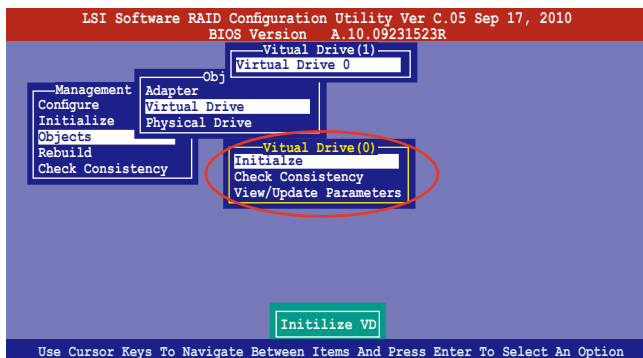 LSI Software RAID Configuration Utility Ver C.05 Sep 17, 2010
BIOS Version A.10.09231523R
Vitual Drive(1)
Virtual Drive 0
Obj
Adapter
Virtual Drive
Physical Drive
Management
Configure
Initialize
Objects
Rebuild
Check Consistency
Vitual Drive(0)
Initialze
Check Consistency
View/Update Parameters
Initilize VD
Use Cursor Keys To Navigate Between Items And Press Enter To Select An Option